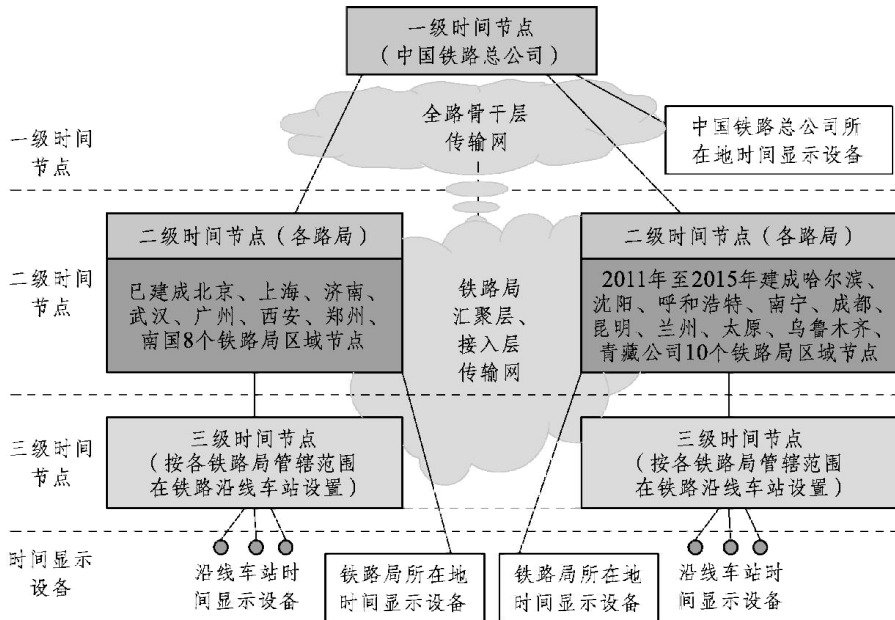 一级时间节点
(中国铁路总公司)
全路骨干层
传输网
中国铁路总公司所
在地时间显示设备
一级时间
节点
二级时间节点(各路局)
已建成北京、上海、济南、
武汉、广州、西安、郑州、
南国8个铁路局区域节点
二级时间节点(各路局)
2011年至2015年建成哈尔滨、
沈阳、呼和浩特、南宁、成都、
昆明、兰州、太原、乌鲁木齐、
青藏公司10个铁路局区域节点
二级时间
节点
铁路局
汇聚层、
接入层
传输网
三级时间
节点
三级时间节点
(按各铁路局管辖范围
在铁路沿线车站设置)
三级时间节点
(按各铁路局管辖范围
在铁路沿线车站设置)
时间显示
设备
沿线车站时
间显示设备
铁路局所在地
时间显示设备
铁路局所在地
时间显示设备
沿线车站时
间显示设备